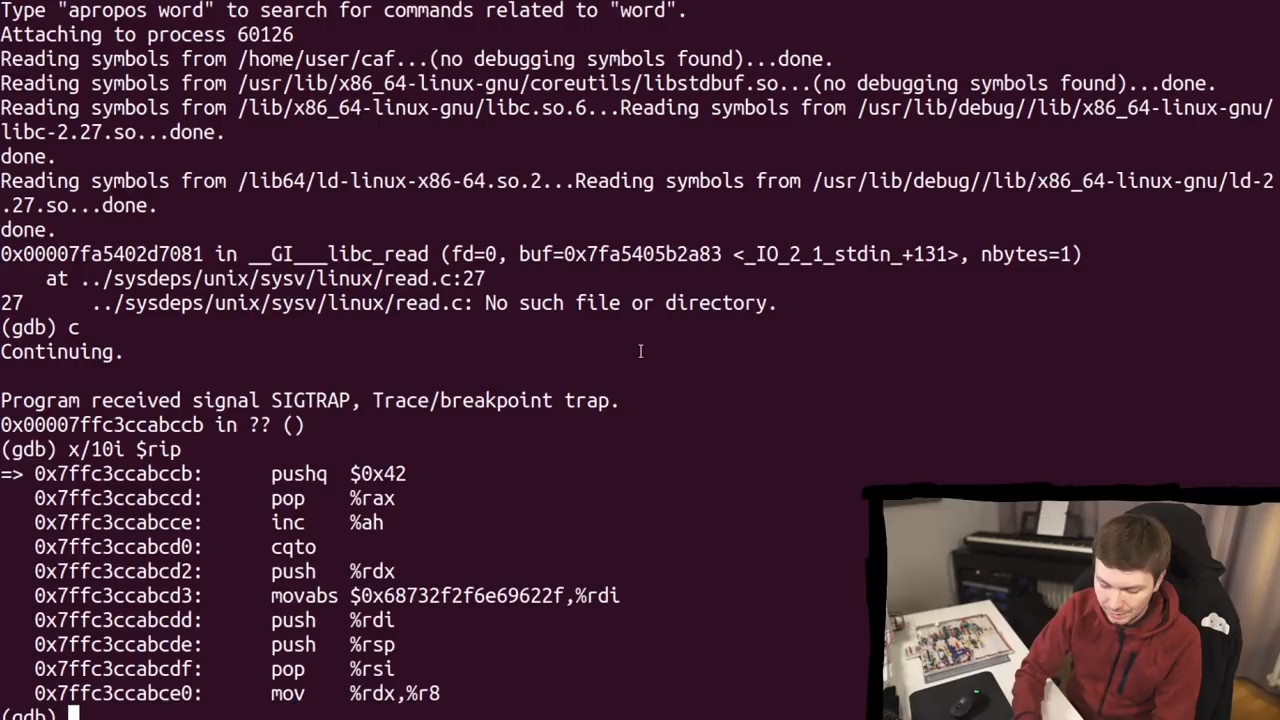 Type "apropos word" to search for commands related to "word".
Attaching to process 60126
Reading symbols from /home/user/caf...(no debugging symbols found)...done.
Reading symbols from /usr/lib/x86_64-linux-gnu/coreutils/libstdbuf.so...(no debugging symbols found)...done.
Reading symbols from /lib/x86_64-linux-gnu/libc.so.6...Reading symbols from /usr/lib/debug//lib/x86_64-linux-gnu/
libc-2.27.so...done.
done.
Reading symbols from /lib64/ld-linux-x86-64.so.2...Reading symbols from /usr/lib/debug//lib/x86_64-linux-gnu/ld-2
.27.so...done.
done.
0x00007fa5402d7081 in __GI___libc_read (fd=0, buf=0x7fa5405b2a83 <_IO_2_1_stdin_+131>, nbytes=1)
    at ../sysdeps/unix/sysv/linux/read.c:27
27      ../sysdeps/unix/sysv/linux/read.c: No such file or directory.
(gdb) c
Continuing.
Program received signal SIGTRAP, Trace/breakpoint trap.
0x00007ffc3ccabccb in ?? ()
(gdb) x/10i $rip
=> 0x7ffc3ccabccb:      pushq  $0x42
   0x7ffc3ccabccd:      pop    %rax
   0x7ffc3ccabcce:      inc    %ah
   0x7ffc3ccabcd0:      cqto
   0x7ffc3ccabcd2:      push   %rdx
   0x7ffc3ccabcd3:      movabs $0x68732f2f6e69622f,%rdi
   0x7ffc3ccabcdd:      push   %rdi
   0x7ffc3ccabcde:      push   %rsp
   0x7ffc3ccabcdf:      pop    %rsi
   0x7ffc3ccabce0:      mov    %rdx,%r8
(gdb)